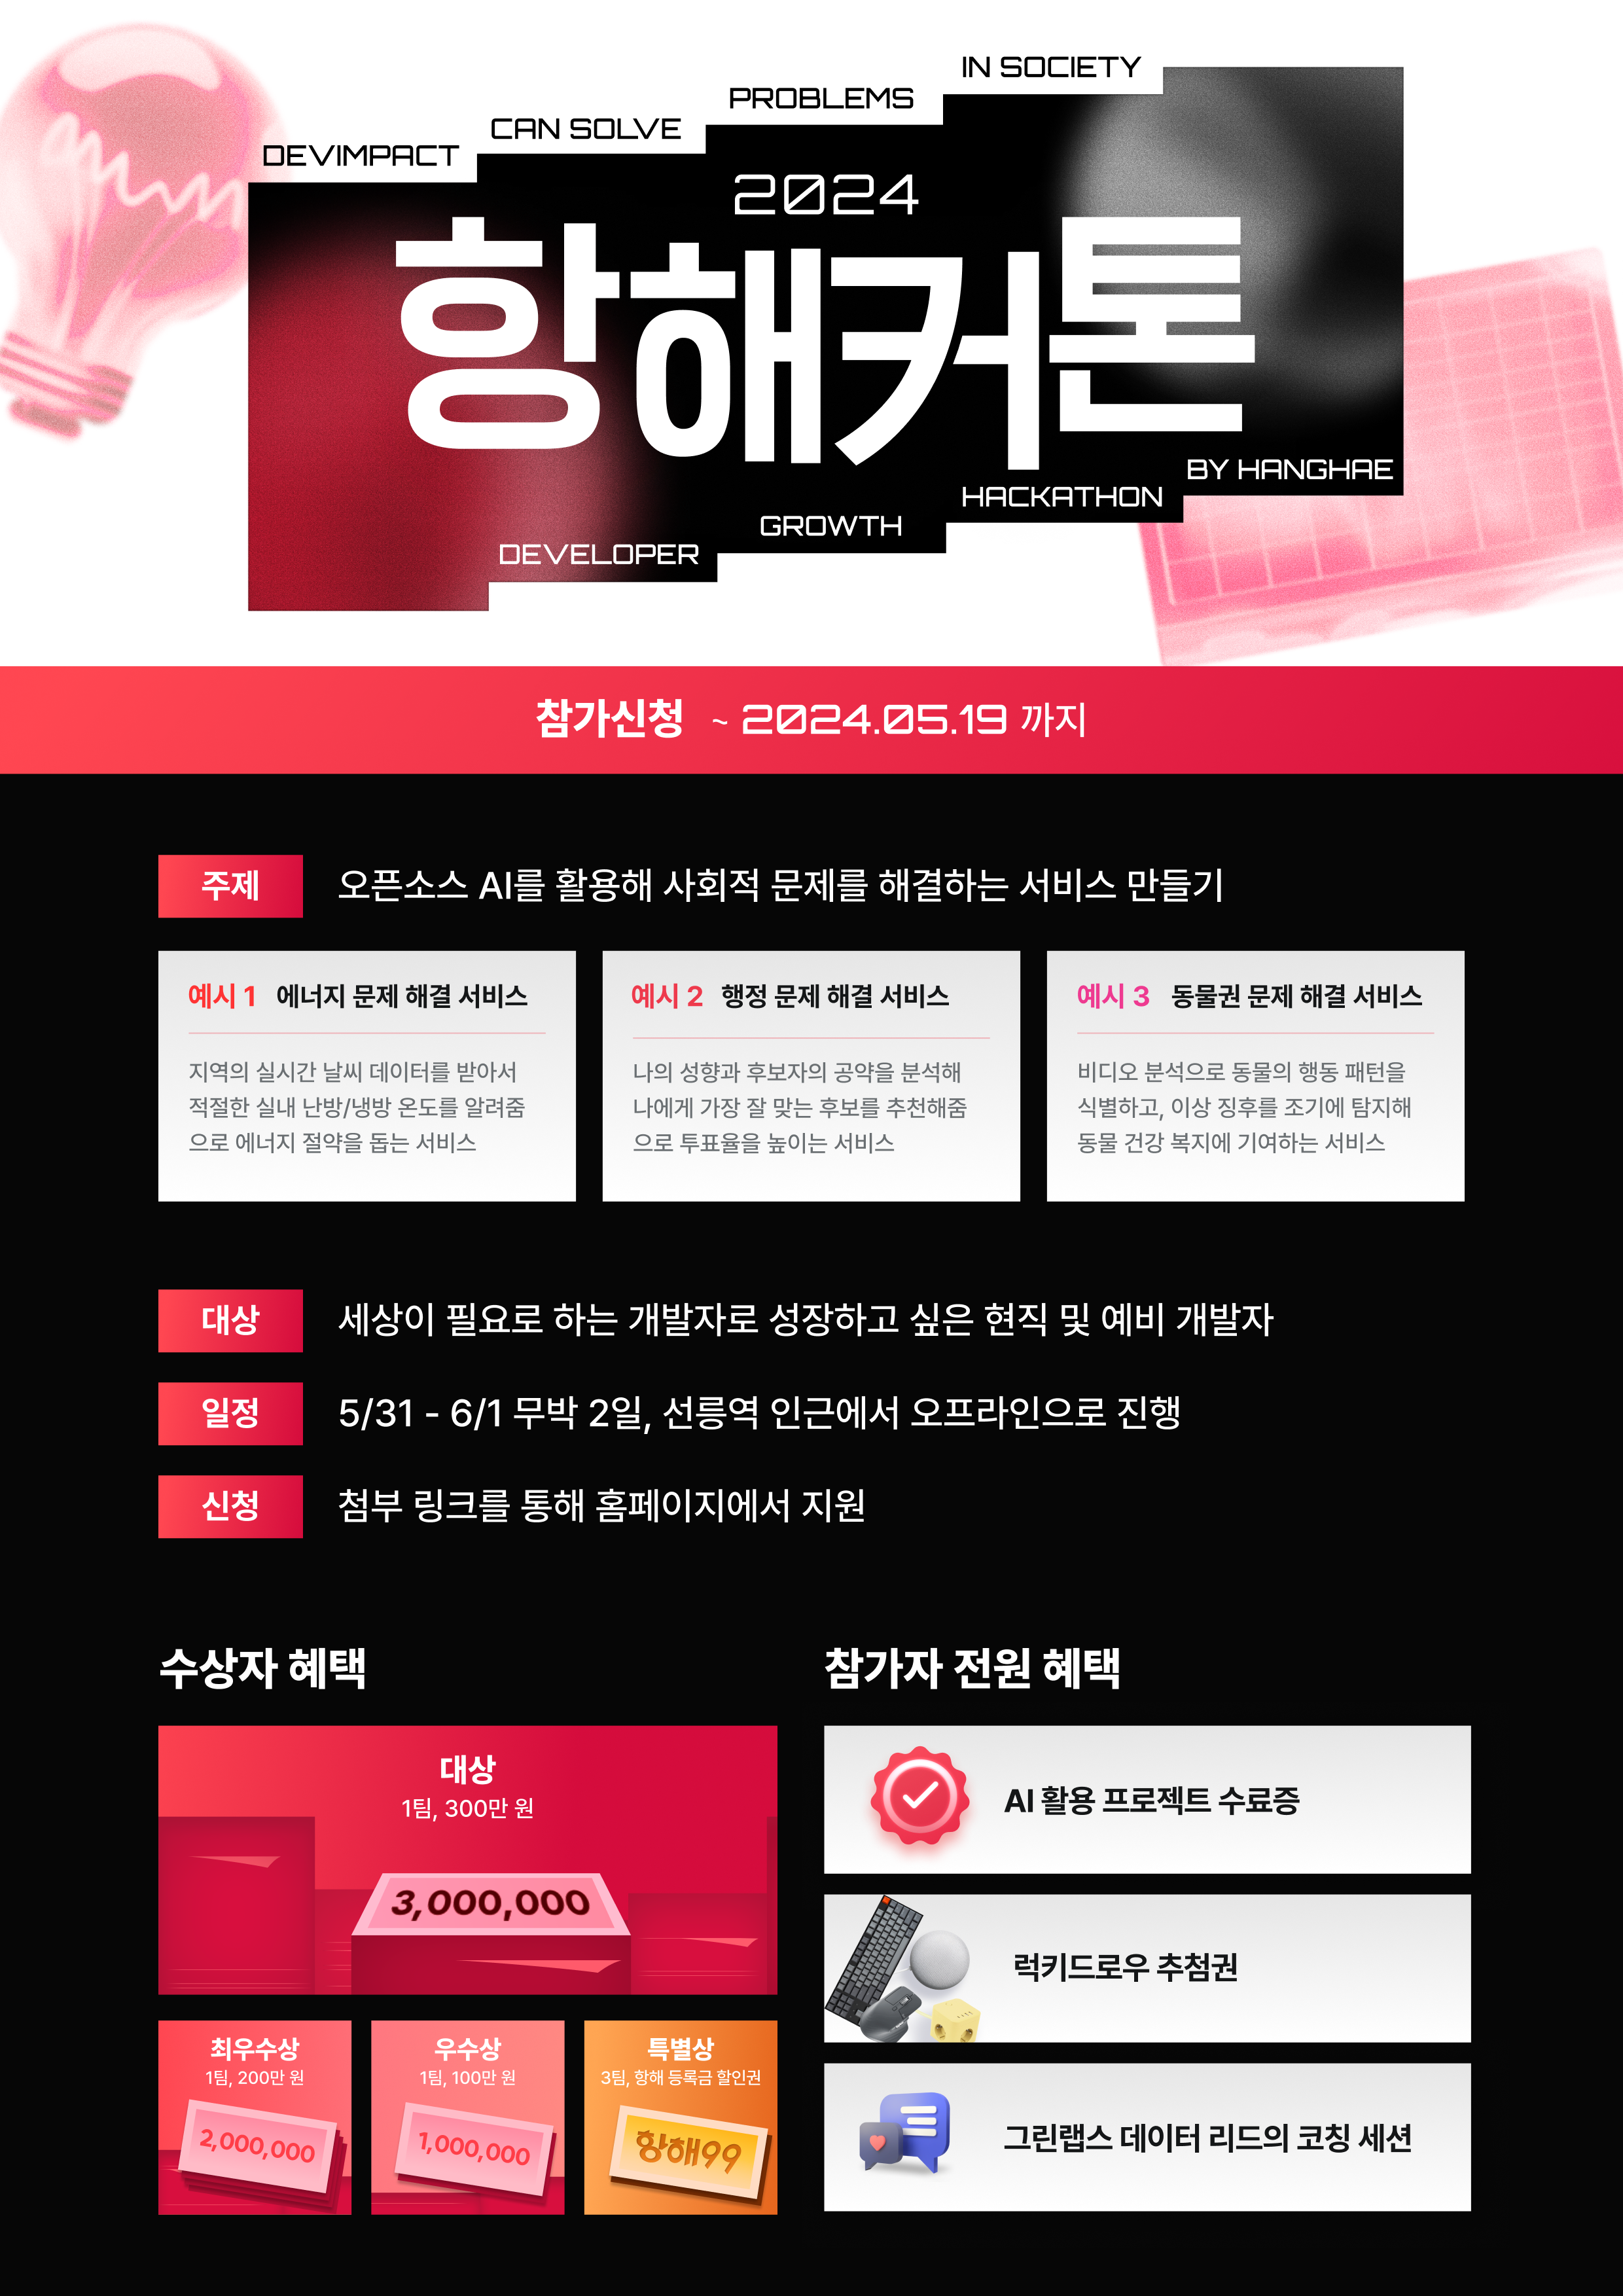 DEVIMPACT
CAN SOLVE
PROBLEMS
IN SOCIETY
2024
항해커톤
DEVELOPER
GROWTH
HACKATHON
BY HANGHAE
참가신청 ~ 2024.05.19 까지
주제 오픈소스 AI를 활용해 사회적 문제를 해결하는 서비스 만들기
예시 1 에너지 문제 해결 서비스
지역의 실시간 날씨 데이터를 받아서
적절한 실내 난방/냉방 온도를 알려줌
으로 에너지 절약을 돕는 서비스
예시 2 행정 문제 해결 서비스
나의 성향과 후보자의 공약을 분석해
나에게 가장 잘 맞는 후보를 추천해줌
으로 투표율을 높이는 서비스
예시 3 동물권 문제 해결 서비스
비디오 분석으로 동물의 행동 패턴을
식별하고, 이상 징후를 조기에 탐지해
동물 건강 복지에 기여하는 서비스
대상 세상이 필요로 하는 개발자로 성장하고 싶은 현직 및 예비 개발자
일정 5/31 - 6/1 무박 2일, 선릉역 인근에서 오프라인으로 진행
신청 첨부 링크를 통해 홈페이지에서 지원
수상자 혜택
대상
1팀, 300만 원
3,000,000
최우수상
1팀, 200만 원
2,000,000
우수상
1팀, 100만 원
1,000,000
특별상
3팀, 항해 등록금 할인권
항해99
참가자 전원 혜택
AI 활용 프로젝트 수료증
럭키드로우 추첨권
그린랩스 데이터 리드의 코칭 세션